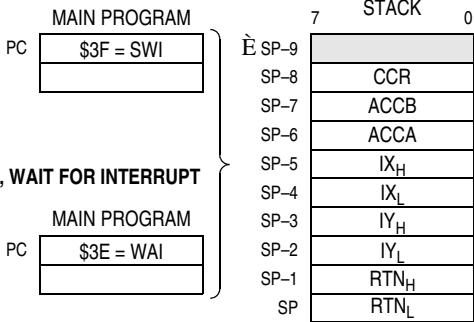 MAIN PROGRAM
PC $3F = SWI
, WAIT FOR INTERRUPT
MAIN PROGRAM
PC $3E = WAI
STACK
7 0
È SP–9
SP–8 CCR
SP–7 ACCB
SP–6 ACCA
SP–5 IXH
SP–4 IXL
SP–3 IYH
SP–2 IYL
SP–1 RTNH
SP RTNL